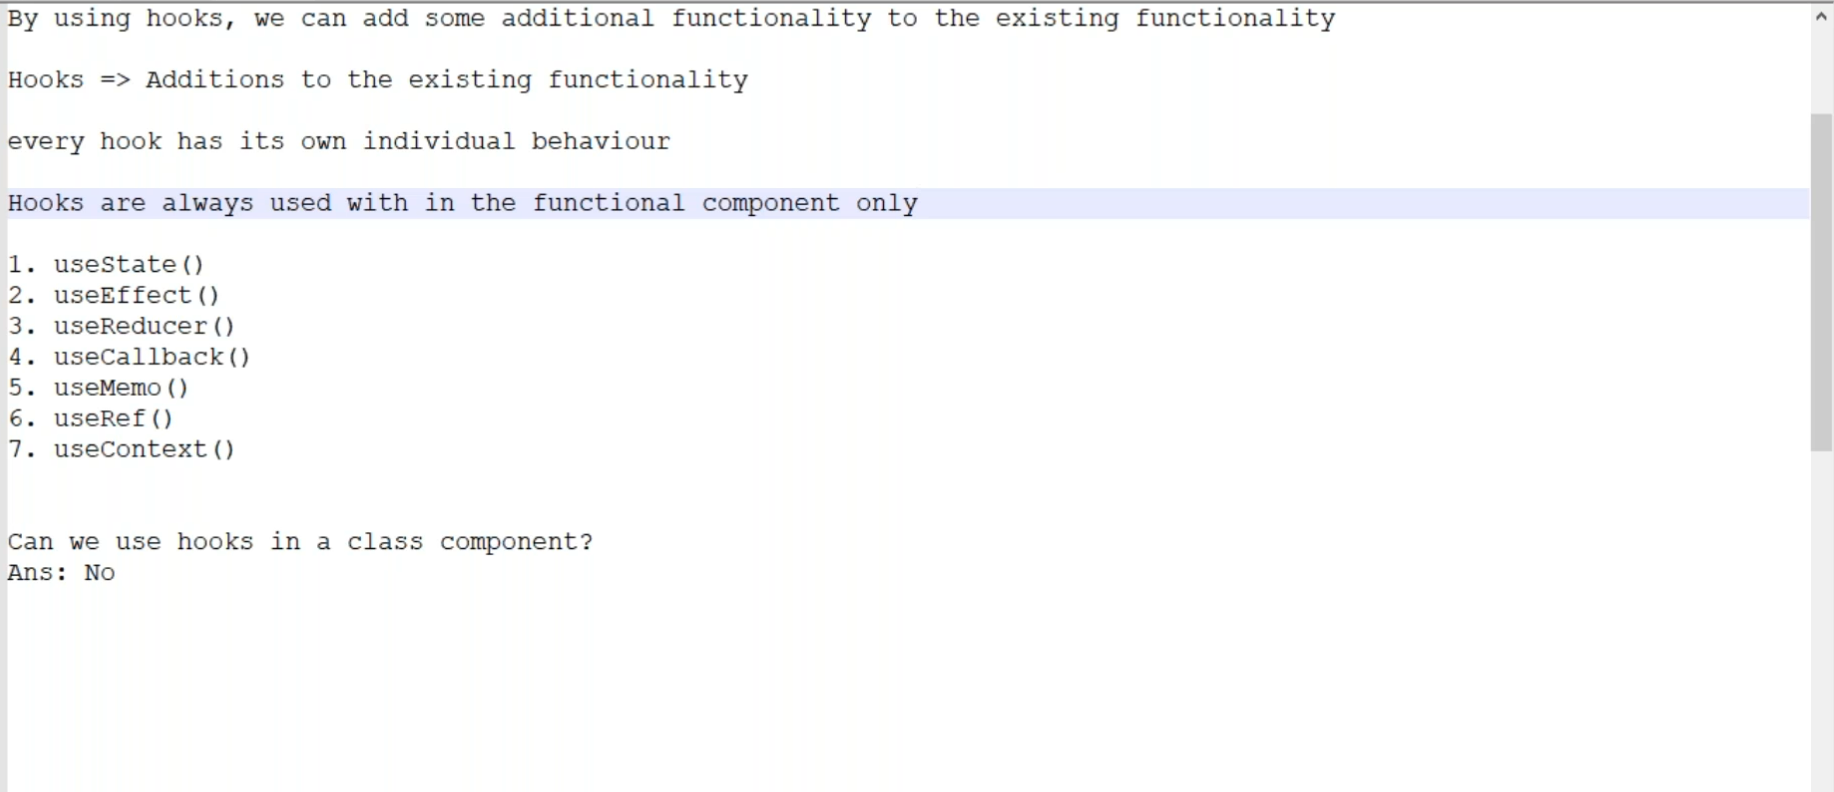 By using hooks, we can add some additional functionality to the existing functionality
Hooks => Additions to the existing functionality
every hook has its own individual behaviour
Hooks are always used with in the functional component only
1. useState()
2. useEffect()
3. useReducer()
4. useCallback()
5. useMemo()
6. useRef()
7. useContext()
Can we use hooks in a class component?
Ans: No